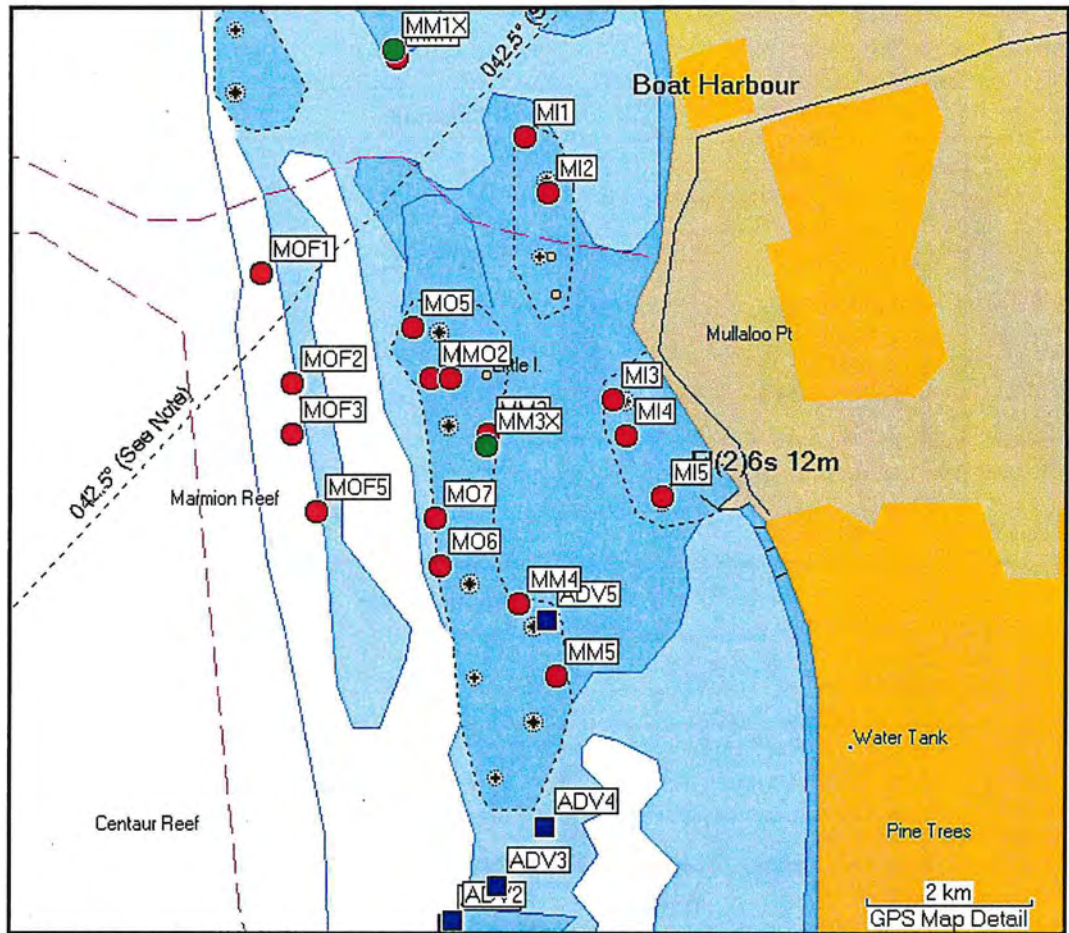 MM1X
042.5° (S
Boat Harbour
MI1
MI2
MOF1
MO5
Mullaloo Pt
MOF2
MMO2
Little I.
MI3
MOF3
MM3X
MI4
Fl(2)6s 12m
042.5° (See Note)
Marmion Reef
MOF5
MI5
MO7
MO6
MM4
ADV5
MM5
Water Tank
ADV4
Centaur Reef
Pine Trees
ADV3
ADV2
2 km
GPS Map Detail